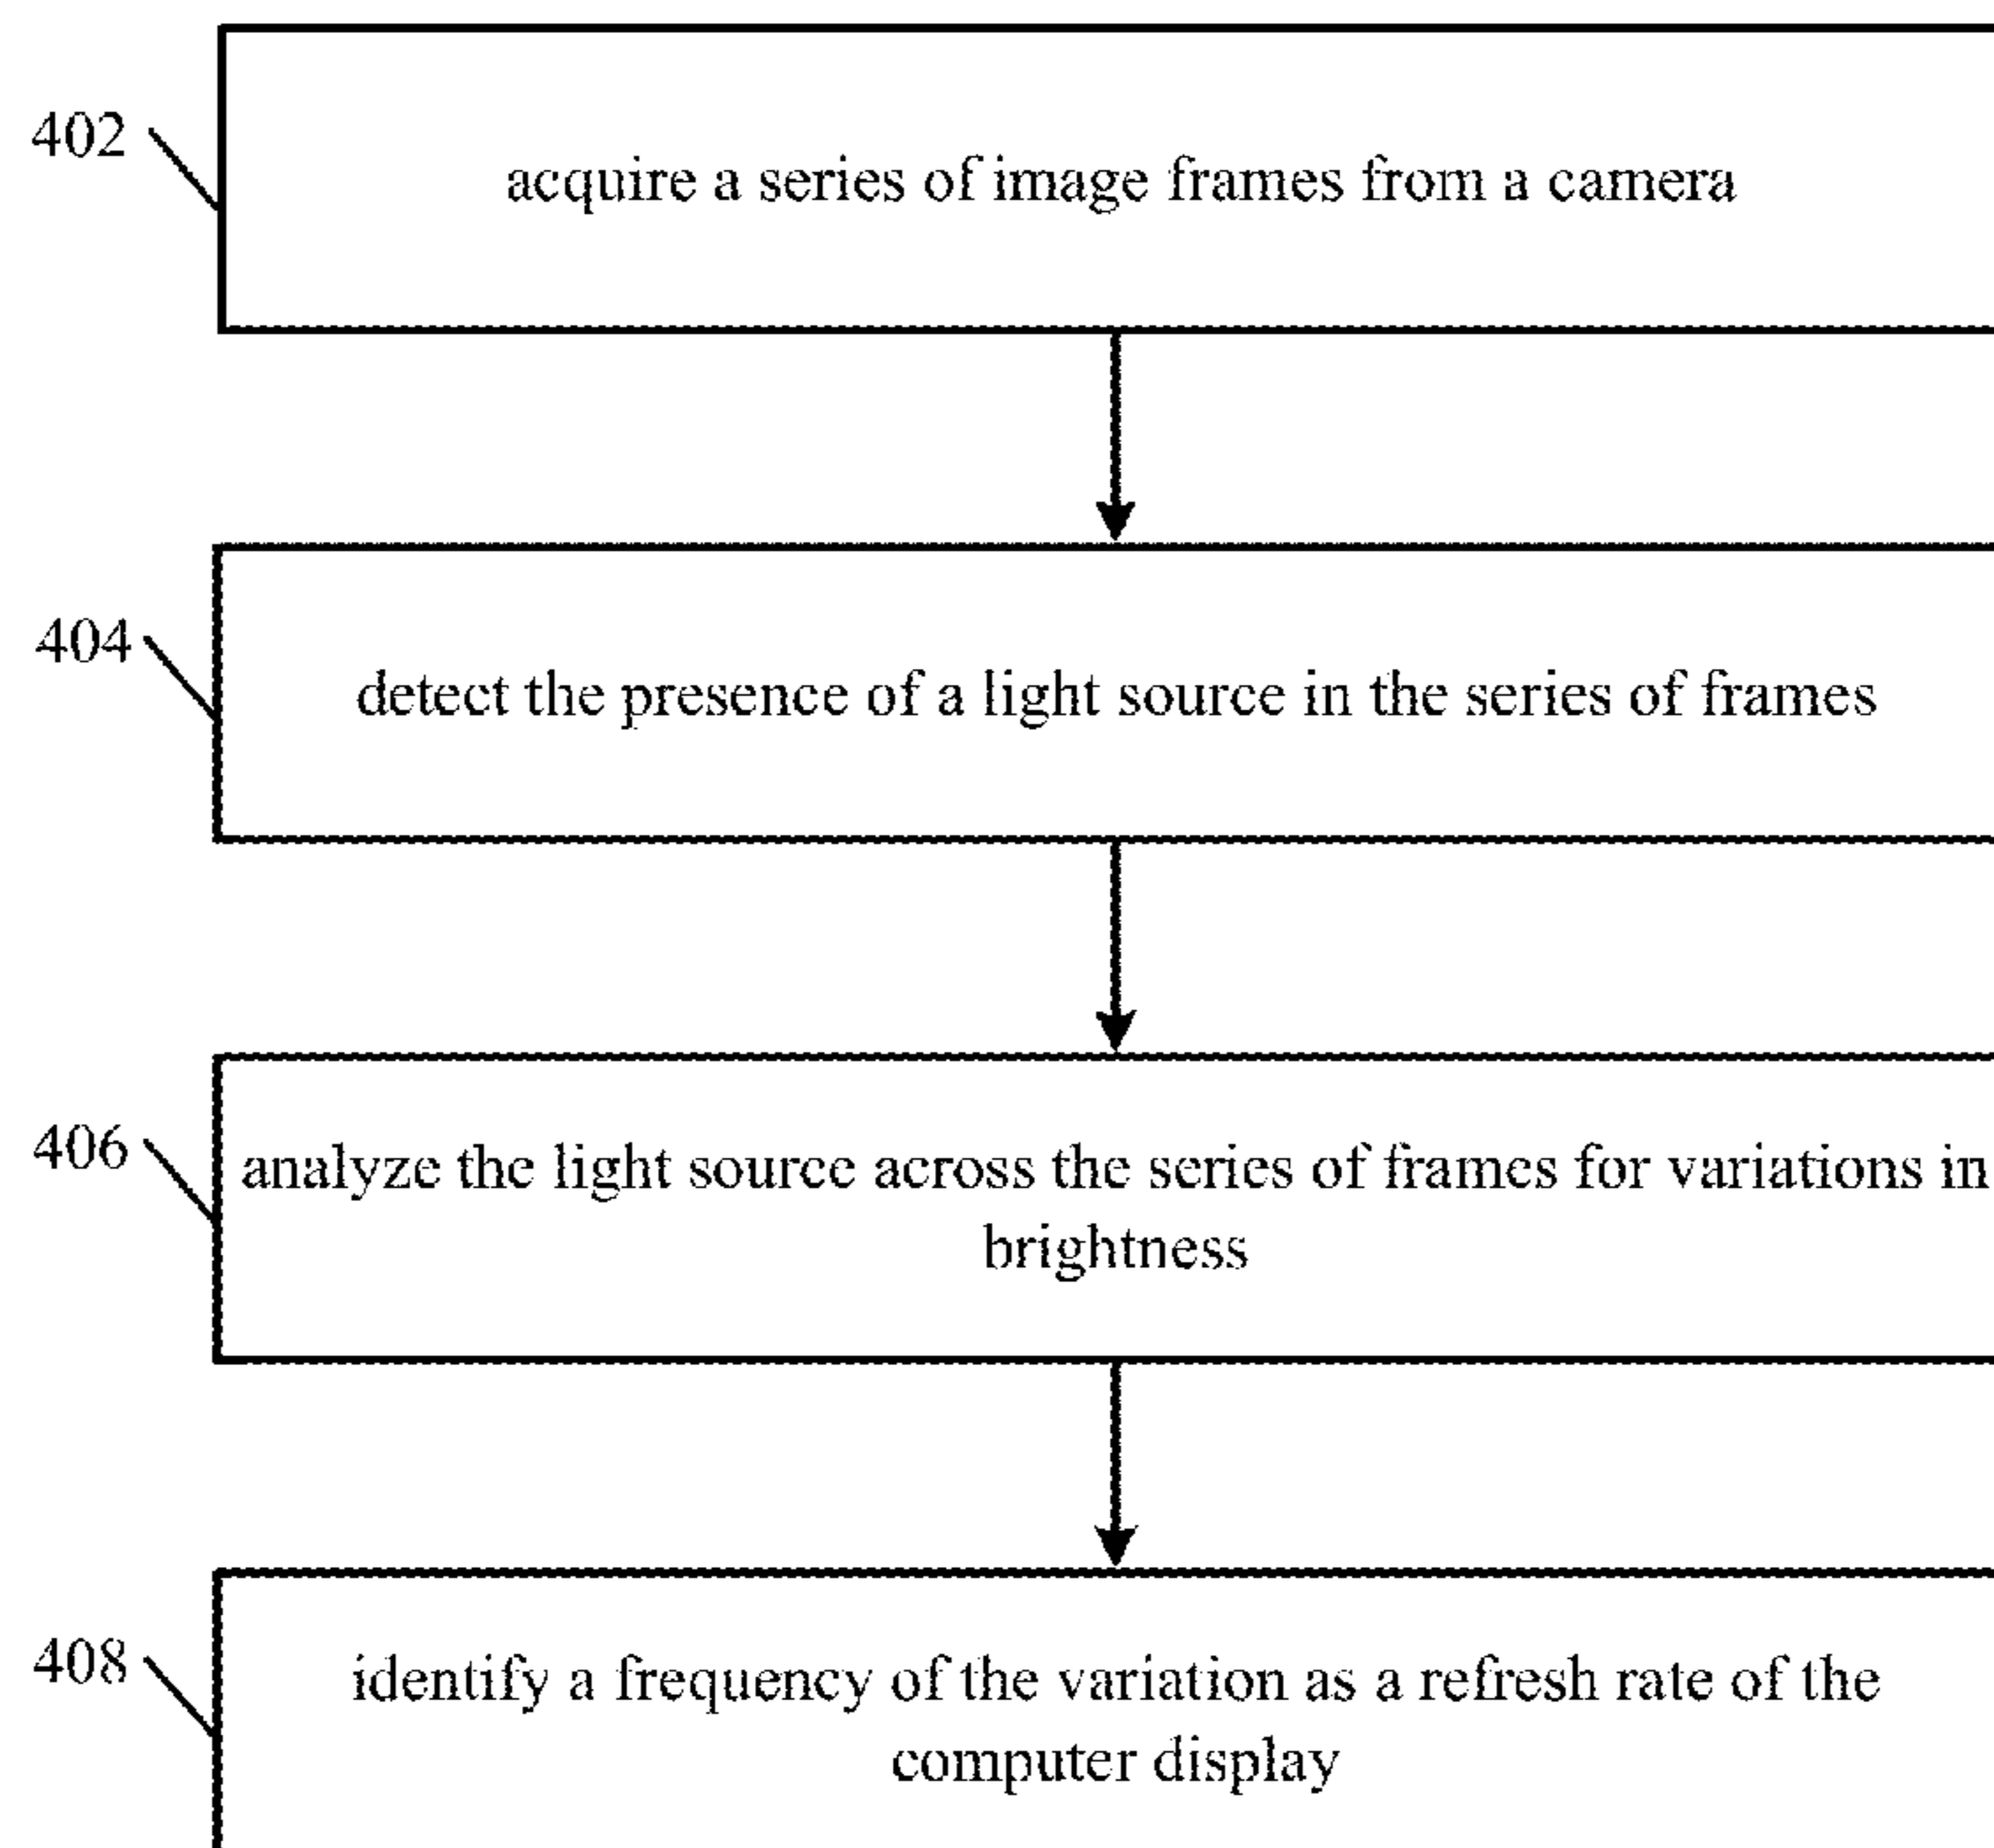 402
acquire a series of image frames from a camera
404
detect the presence of a light source in the series of frames
406
analyze the light source across the series of frames for variations in
brightness
408
identify a frequency of the variation as a refresh rate of the
computer display